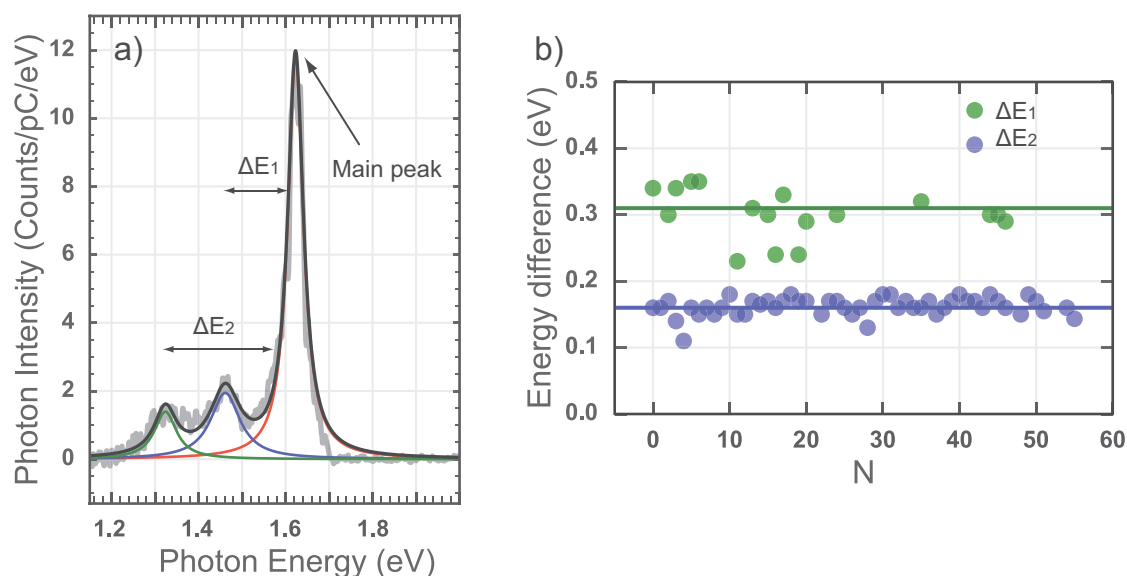 a)
Photon Intensity (Counts/pC/eV)
12
10
8
6
4
2
0
ΔE1
ΔE2
Main peak
1.2
1.4
1.6
1.8
Photon Energy (eV)
b)
Energy difference (eV)
0.5
0.4
0.3
0.2
0.1
0.0
ΔE1
ΔE2
0
10
20
30
40
50
60
N